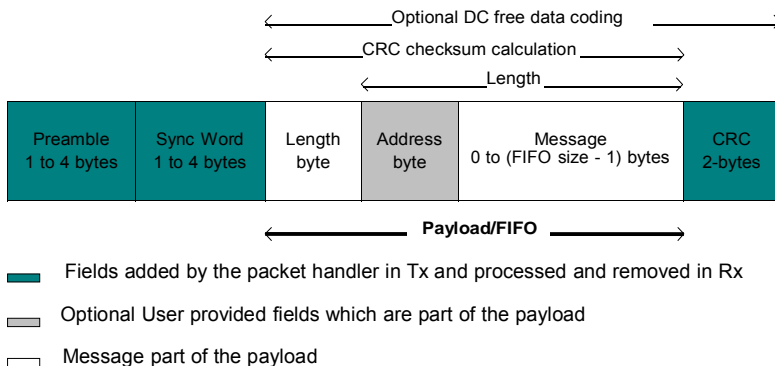 Optional DC free data coding
CRC checksum calculation
Length
Preamble
1 to 4 bytes
Sync Word
1 to 4 bytes
Length
byte
Address
byte
Message
0 to (FIFO size - 1) bytes
CRC
2-bytes
Payload/FIFO
Fields added by the packet handler in Tx and processed and removed in Rx
Optional User provided fields which are part of the payload
Message part of the payload